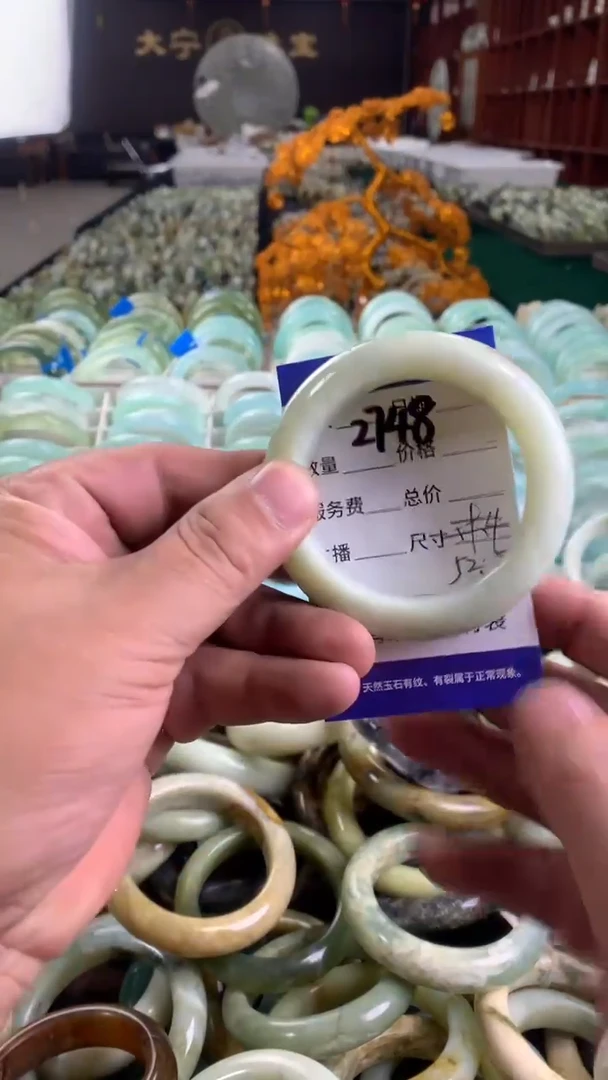 大宁
2748
数量 价格
服务费 总价
播 尺寸
52.
天然玉石有纹、有裂属于正常现象。